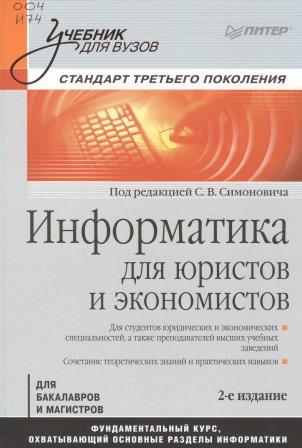 004
И74
Учебник
для вузов
ПИТЕР
СТАНДАРТ ТРЕТЬЕГО ПОКОЛЕНИЯ
Под редакцией С. В. Симоновича
Информатика
для юристов
и экономистов
Для студентов юридических и экономических
специальностей, а также преподавателей высших учебных
заведений
Сочетание теоретических знаний и практических навыков
ДЛЯ
БАКАЛАВРОВ
И МАГИСТРОВ
2-е издание
ФУНДАМЕНТАЛЬНЫЙ КУРС,
ОХВАТЫВАЮЩИЙ ОСНОВНЫЕ РАЗДЕЛЫ ИНФОРМАТИКИ